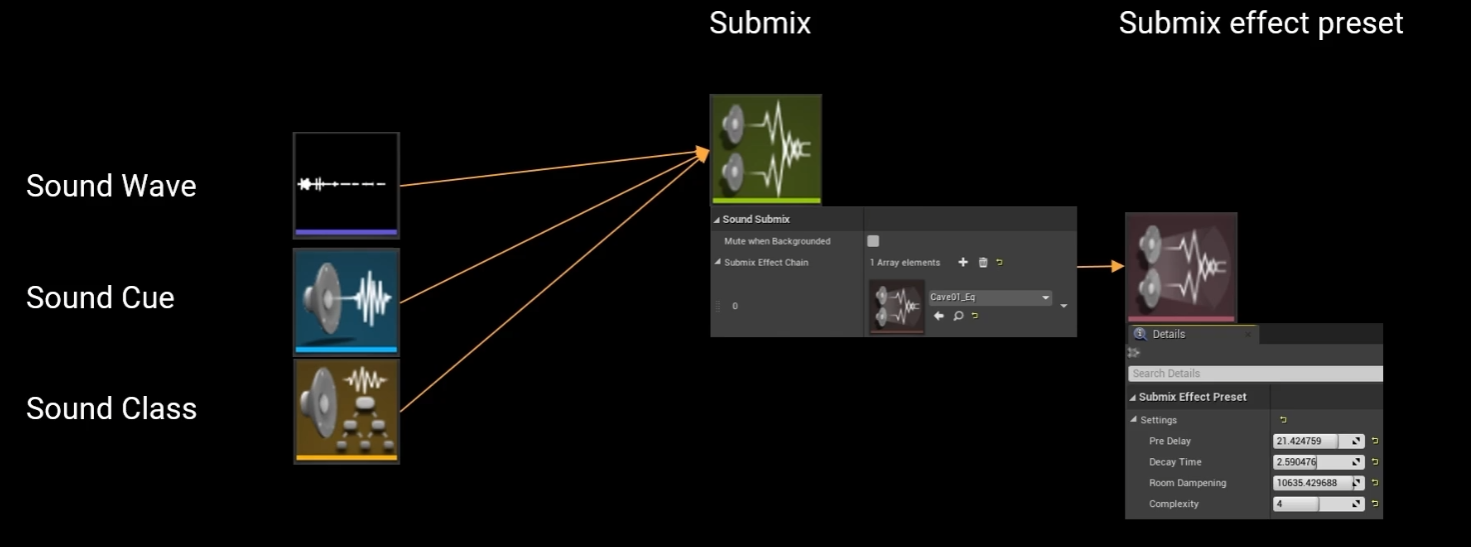 Submix
Submix effect preset
Sound Wave
Sound Cue
Sound Class
Sound Submix
Mute when Backgrounded
Submix Effect Chain
1 Array elements
0
Cave01_Eq
Details
Search Details
Submix Effect Preset
Settings
Pre Delay 21.424759
Decay Time 2.590476
Room Dampening 10635.429688
Complexity 4